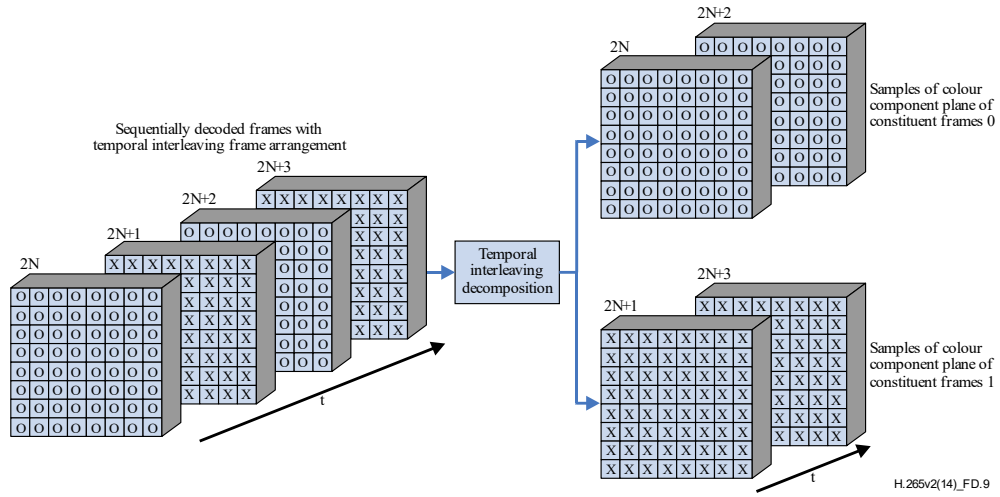 2N+2
O O O O O O O O
O O O O
O O O O
O O O O
O O O O
O O O O
O O O O
O O O O
2N
O O O O O O O O
O O O O O O O O
O O O O O O O O
O O O O O O O O
O O O O O O O O
O O O O O O O O
O O O O O O O O
O O O O O O O O
Samples of colour
component plane of
constituent frames 0
Sequentially decoded frames with
temporal interleaving frame arrangement
2N+3
X X X X X X X X
X X X
X X X
X X X
X X X
X X X
X X X
X X X
2N+2
O O O O O O O O
O O O
O O O
O O O
O O O
O O O
O O O
O O O
2N+1
X X X X X X X X
X X X X
X X X X
X X X X
X X X X
X X X X
X X X X
X X X X
2N
O O O O O O O O
O O O O O O O O
O O O O O O O O
O O O O O O O O
O O O O O O O O
O O O O O O O O
O O O O O O O O
O O O O O O O O
t
Temporal
interleaving
decomposition
2N+3
X X X X X X X X
X X X X
X X X X
X X X X
X X X X
X X X X
X X X X
X X X X
2N+1
X X X X X X X X
X X X X X X X X
X X X X X X X X
X X X X X X X X
X X X X X X X X
X X X X X X X X
X X X X X X X X
X X X X X X X X
Samples of colour
component plane of
constituent frames 1
t
H.265v2(14)_FD.9